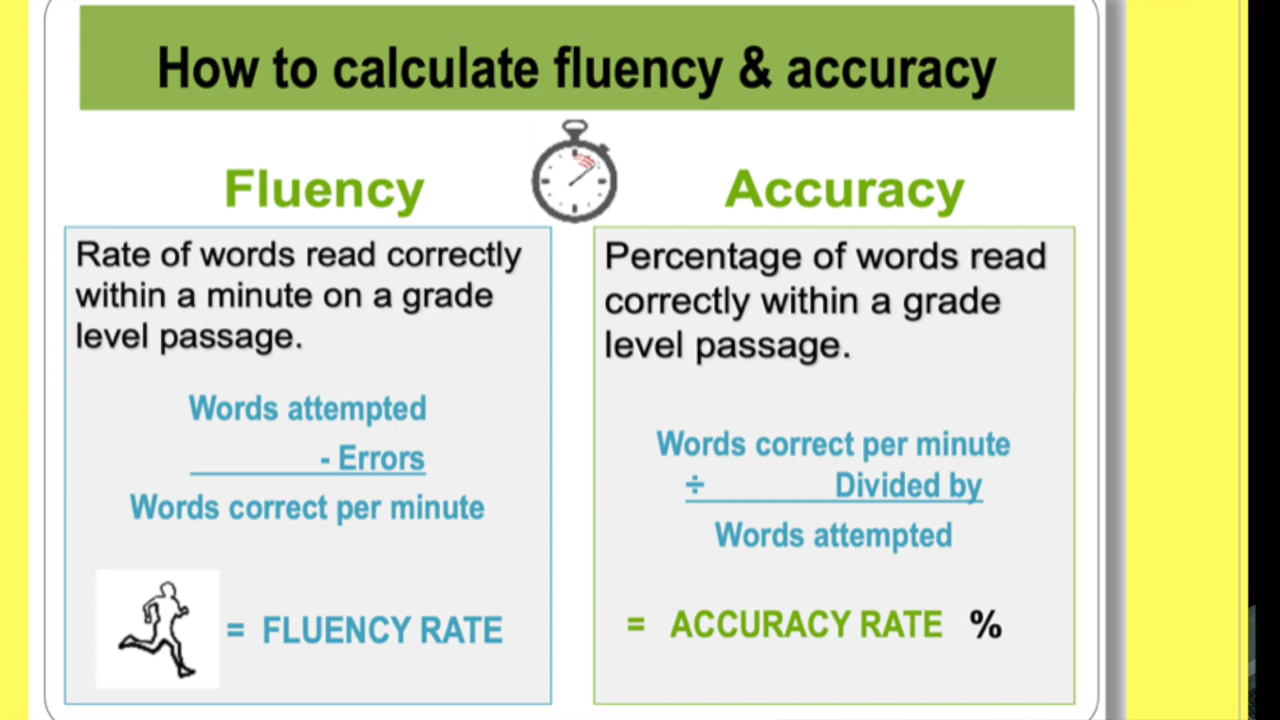 How to calculate fluency & accuracy
Fluency
Rate of words read correctly
within a minute on a grade
level passage.
Words attempted
- Errors
Words correct per minute
= FLUENCY RATE
Accuracy
Percentage of words read
correctly within a grade
level passage.
Words correct per minute
÷ Divided by
Words attempted
= ACCURACY RATE %